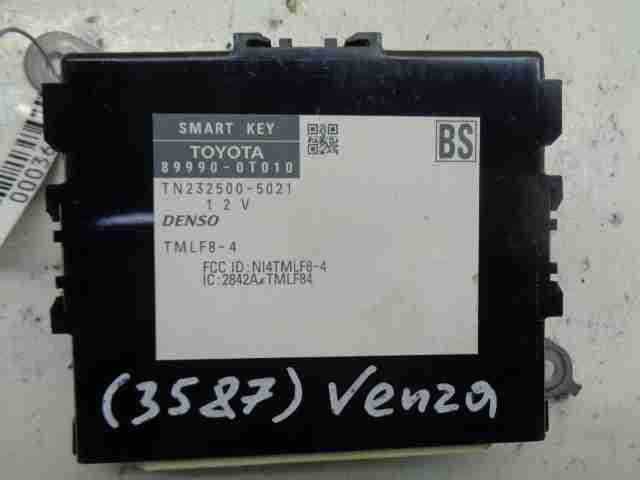 SMART KEY
TOYOTA
89990-0T010
TN232500-5021
12V
DENSO
TMLF8-4
FCC ID:NI4TMLF8-4
IC:2842A-TMLF84
BS
(3587) Venza